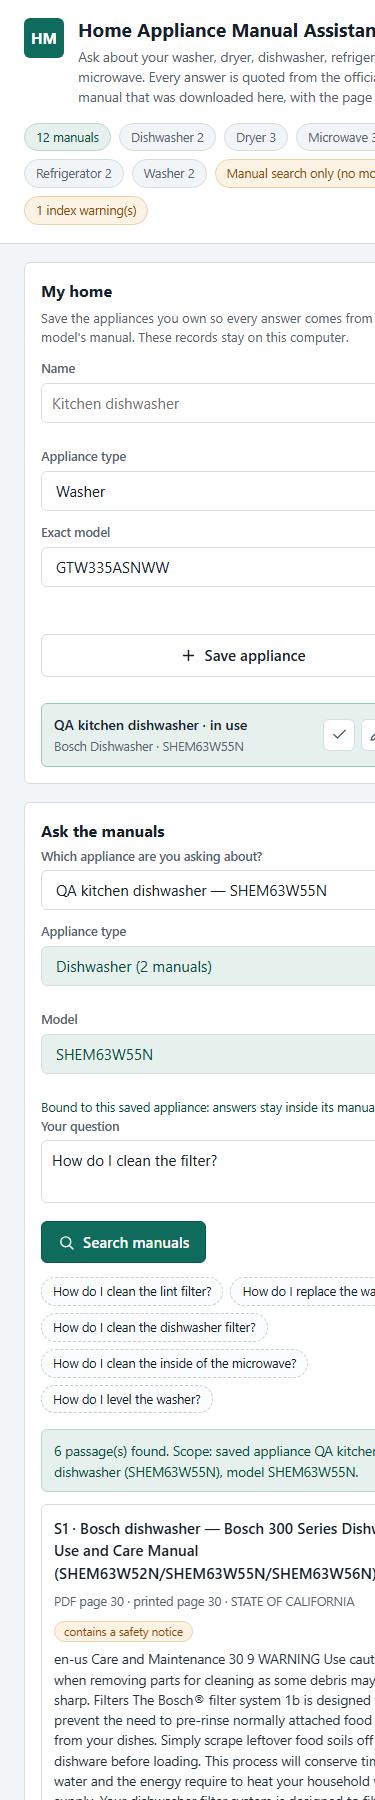 HM
Home Appliance Manual
Ask about your washer, dryer, dishwasher,
microwave. Every answer is quoted from the
manual that was downloaded here, with the page
12 manuals
Dishwasher 2
Dryer 3
Microwave 3
Refrigerator 2
Washer 2
Manual search only (no
1 index warning(s)
My home
Save the appliances you own so every answer comes from
model's manual. These records stay on this computer.
Name
Kitchen dishwasher
Appliance type
Washer
Exact model
GTW335ASNWW
+ Save appliance
QA kitchen dishwasher · in use
Bosch Dishwasher · SHEM63W55N
Ask the manuals
Which appliance are you asking about?
QA kitchen dishwasher — SHEM63W55N
Appliance type
Dishwasher (2 manuals)
Model
SHEM63W55N
Bound to this saved appliance: answers stay inside its
Your question
How do I clean the filter?
Search manuals
How do I clean the lint filter?
How do I replace the
How do I clean the dishwasher filter?
How do I clean the inside of the microwave?
How do I level the washer?
6 passage(s) found. Scope: saved appliance QA
dishwasher (SHEM63W55N), model SHEM63W55N.
S1 · Bosch dishwasher — Bosch 300 Series
Use and Care Manual
(SHEM63W52N/SHEM63W55N/SHEM63W56N)
PDF page 30 · printed page 30 · STATE OF CALIFORNIA
contains a safety notice
en-us Care and Maintenance 30 9 WARNING Use
when removing parts for cleaning as some debris may
sharp. Filters The Bosch® filter system 1b is designed
prevent the need to pre-rinse normally attached food
from your dishes. Simply scrape leftover food soils off
dishware before loading. This process will conserve
water and the energy require to heat your household